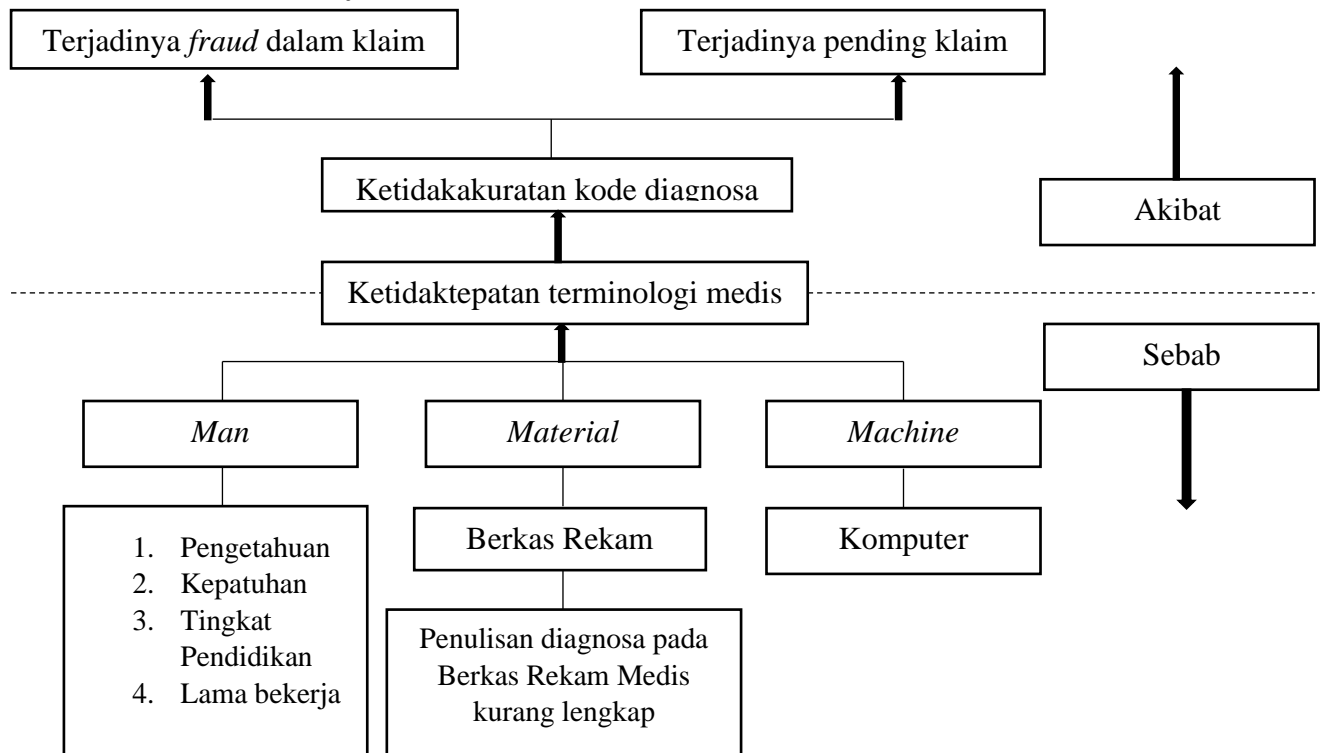 Terjadinya fraud dalam klaim
Terjadinya pending klaim
Ketidakakuratan kode diagnosa
Akibat
Ketidaktepatan terminologi medis
Sebab
Man
Material
Machine
1. Pengetahuan
2. Kepatuhan
3. Tingkat
Pendidikan
4. Lama bekerja
Berkas Rekam
Komputer
Penulisan diagnosa pada
Berkas Rekam Medis
kurang lengkap